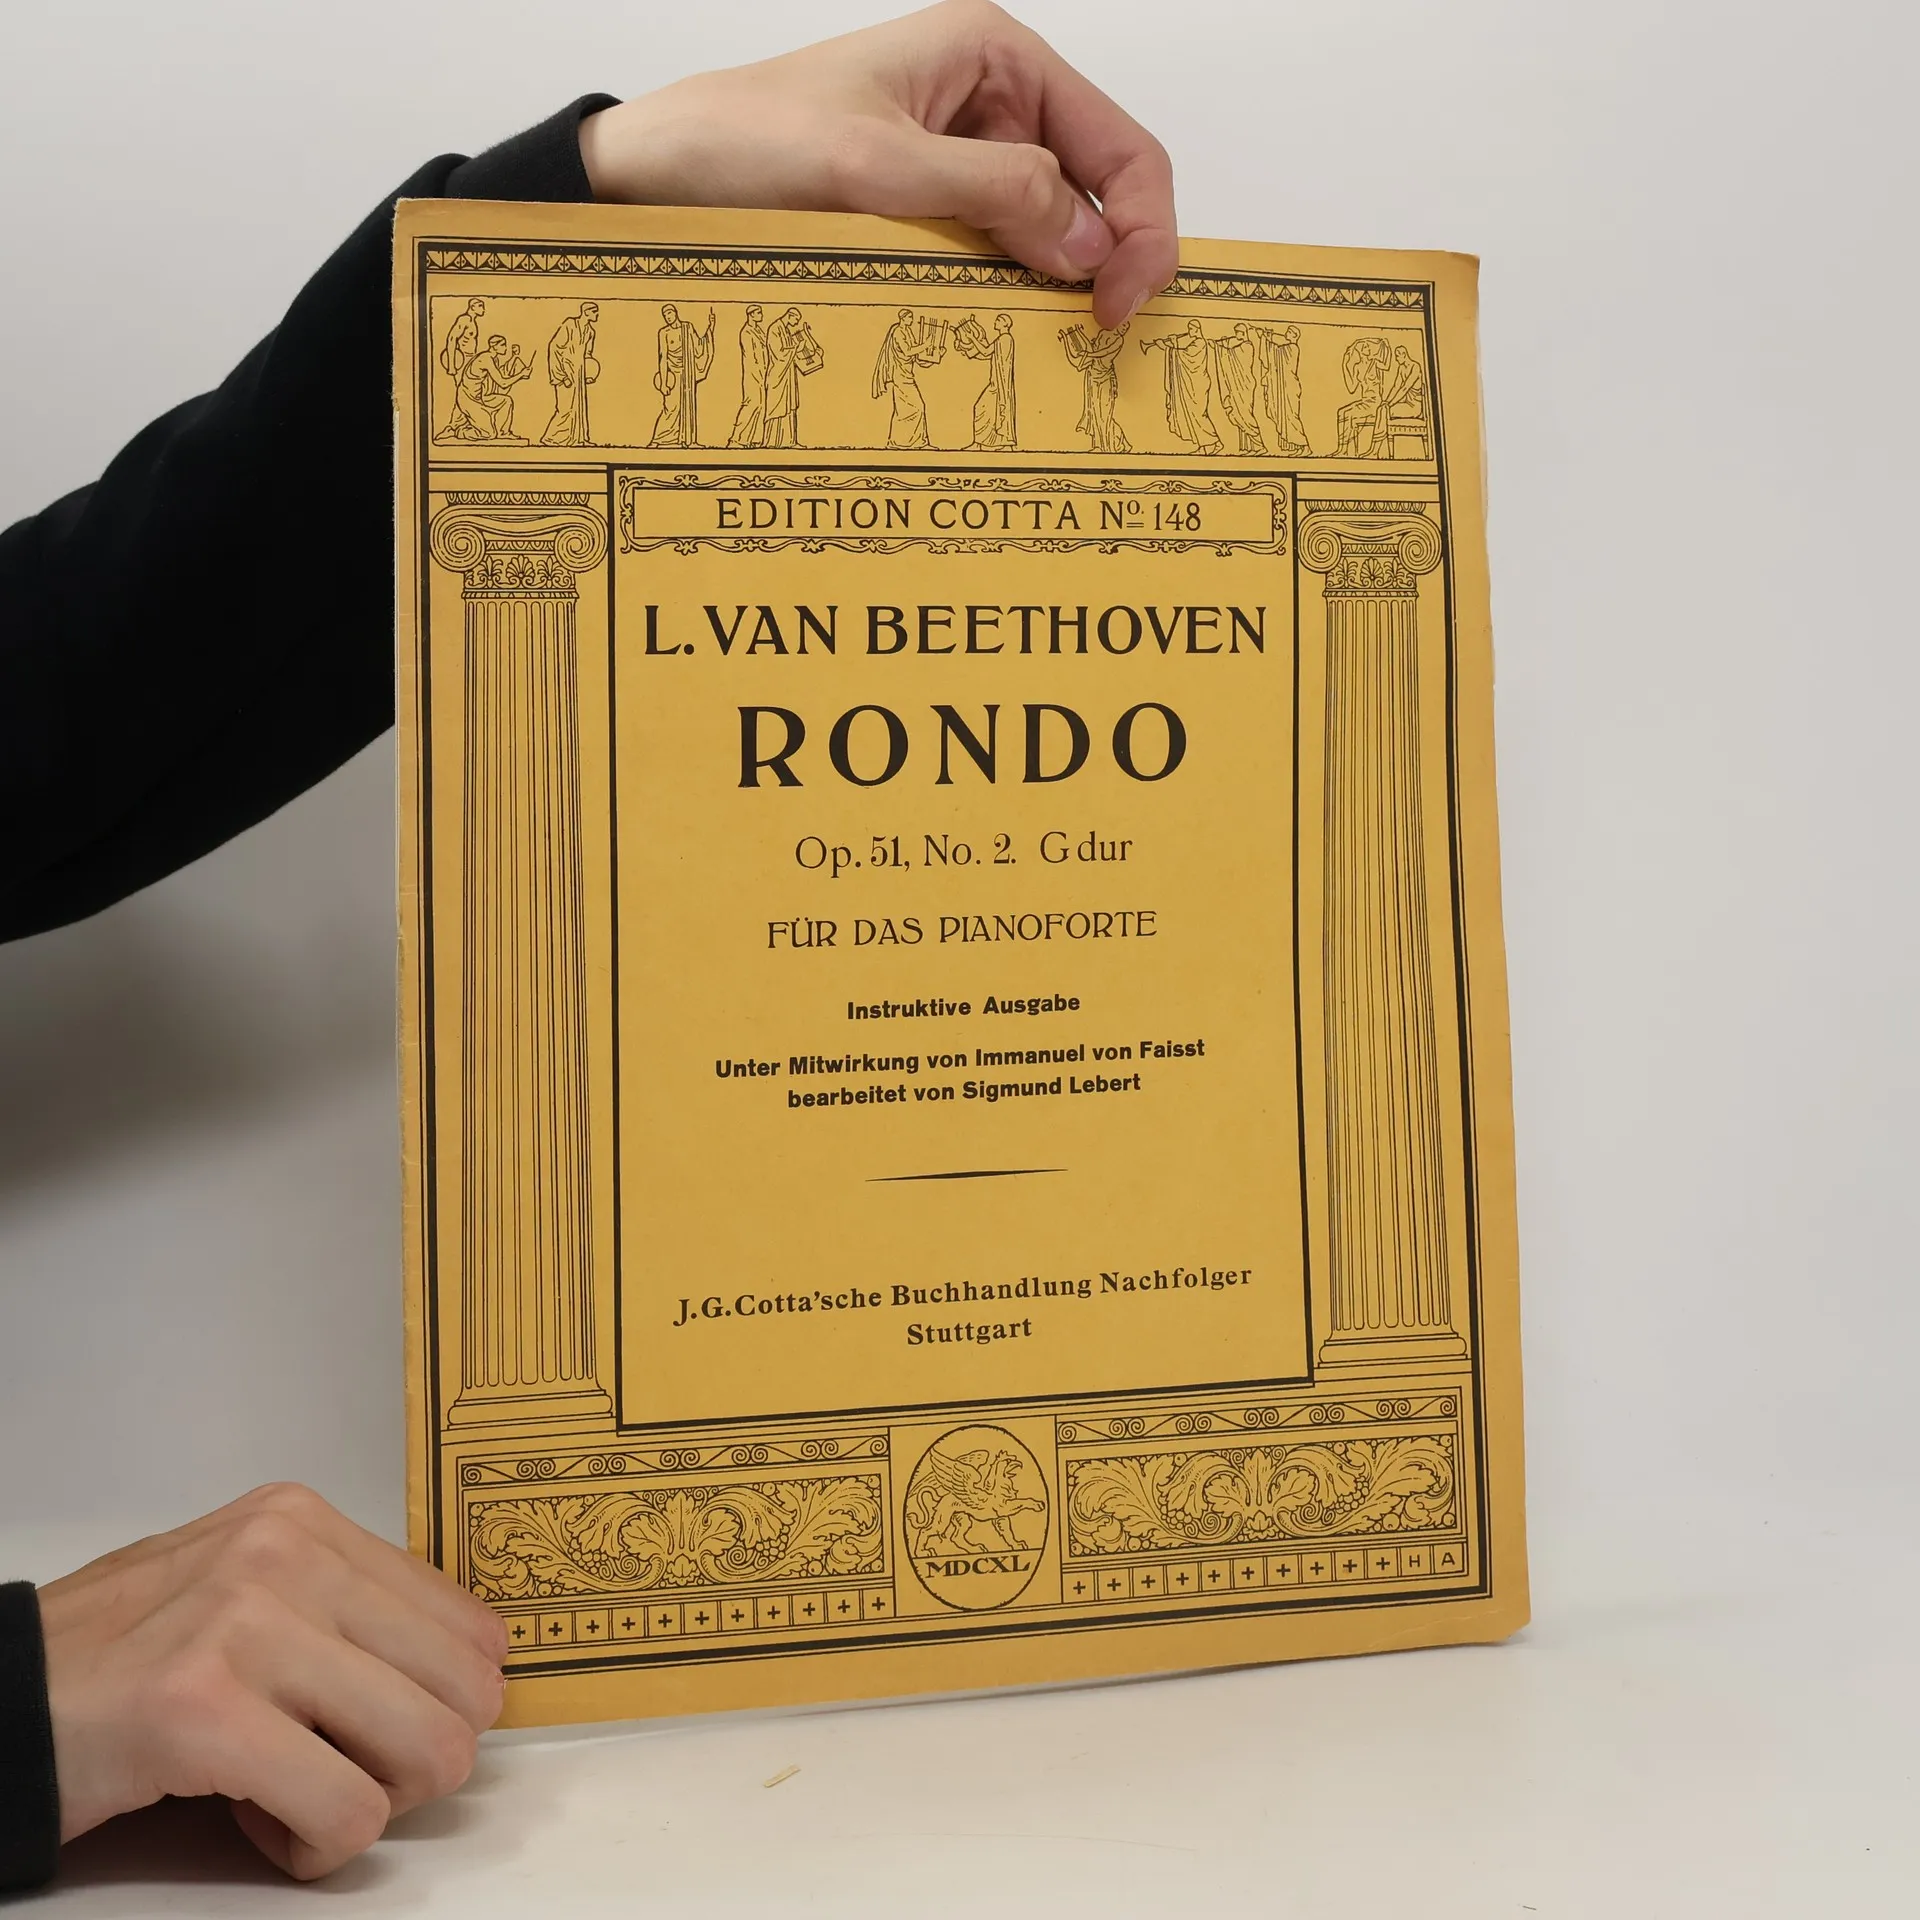 EDITION COTTA Nº. 148
L. VAN BEETHOVEN
RONDO
Op. 51, No. 2. G dur
FÜR DAS PIANOFORTE
Instruktive Ausgabe
Unter Mitwirkung von Immanuel von Faisst
bearbeitet von Sigmund Lebert
J. G. Cotta'sche Buchhandlung Nachfolger
Stuttgart
MDCXL
H A